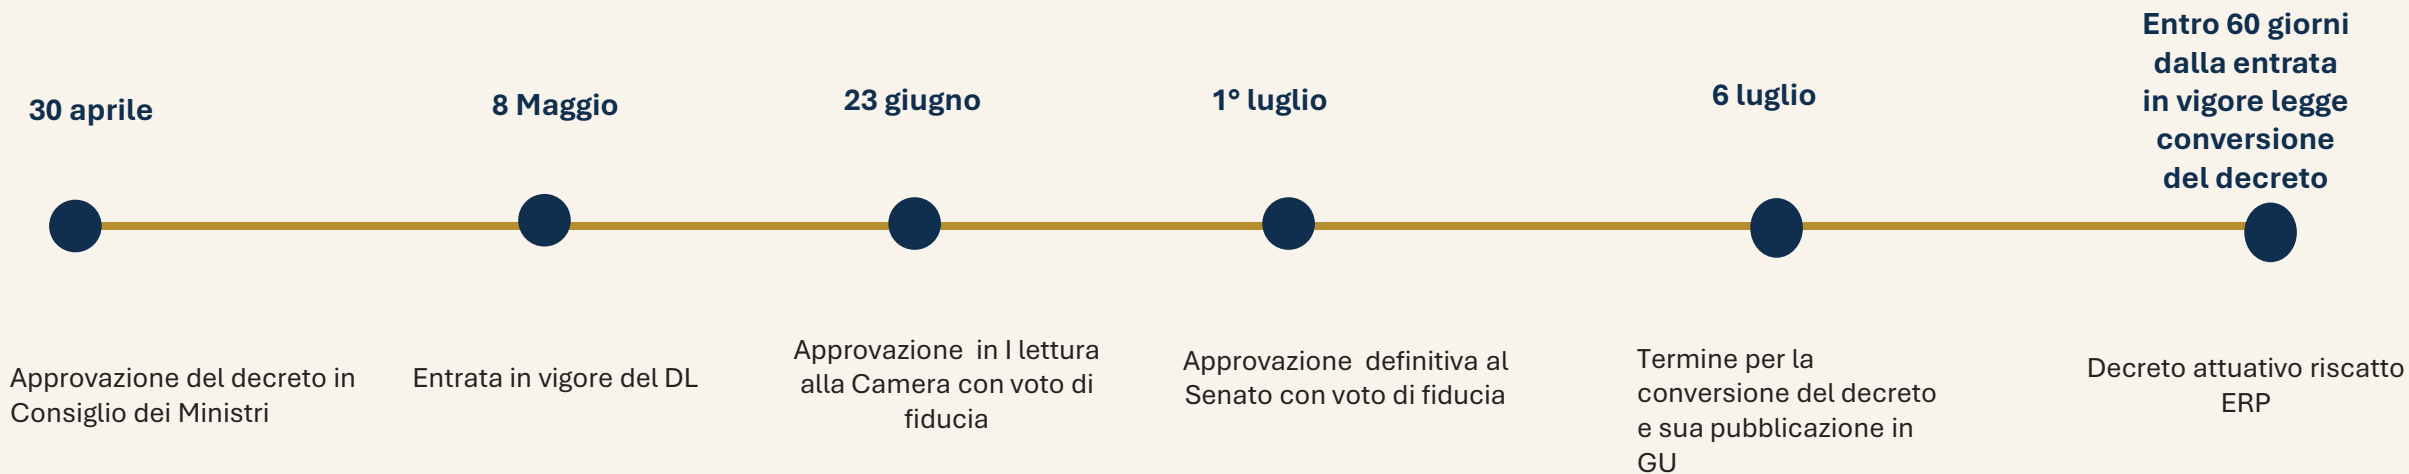 30 aprile
Approvazione del decreto in
Consiglio dei Ministri
8 Maggio
Entrata in vigore del DL
23 giugno
Approvazione in I lettura
alla Camera con voto di
fiducia
1° luglio
Approvazione definitiva al
Senato con voto di fiducia
6 luglio
Termine per la
conversione del decreto
e sua pubblicazione in
GU
Entro 60 giorni
dalla entrata
in vigore legge
conversione
del decreto
Decreto attuativo riscatto
ERP